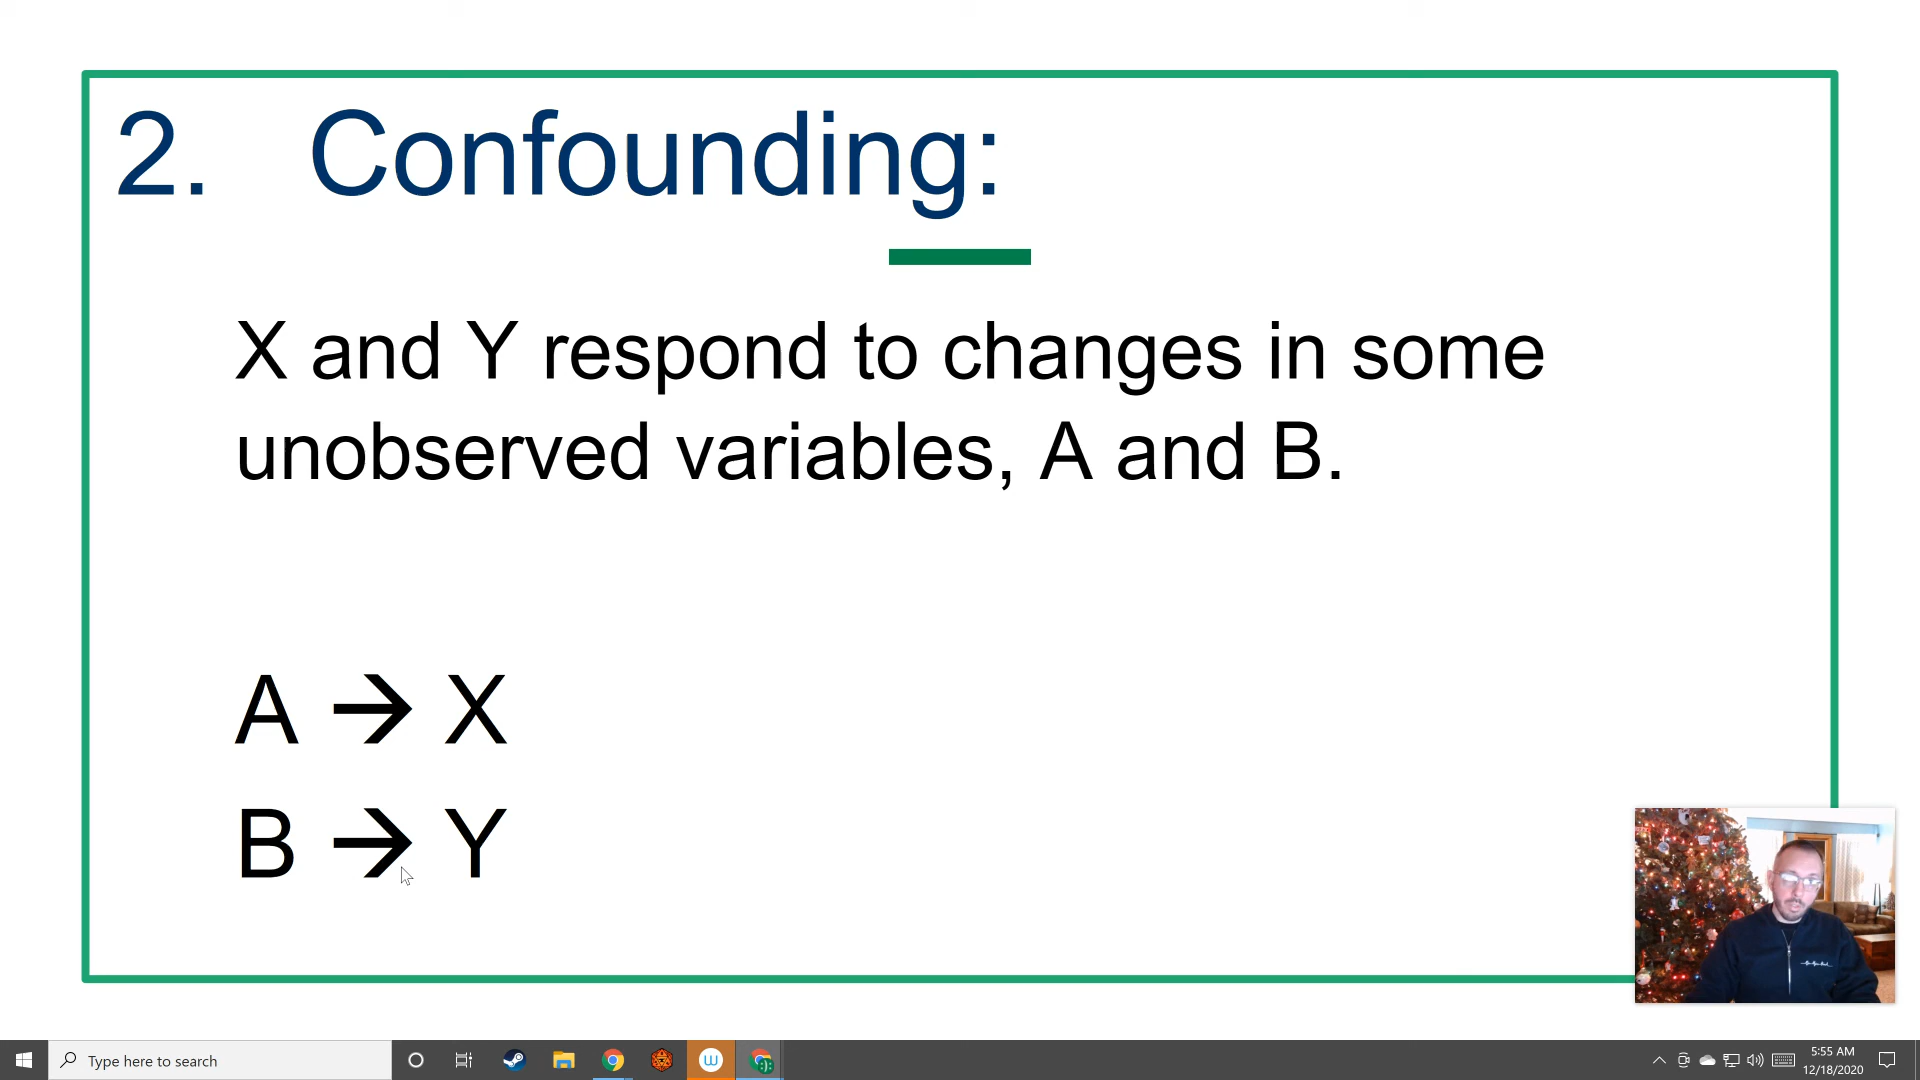 2. Confounding:
X and Y respond to changes in some
unobserved variables, A and B.
A → X
B → Y
Type here to search
5:55 AM
12/18/2020